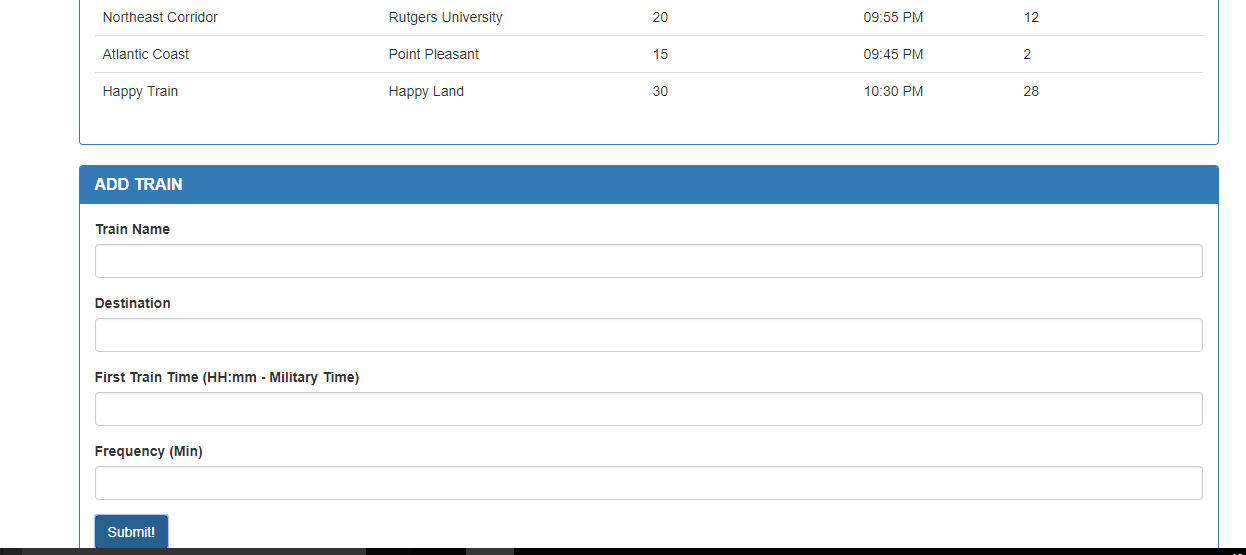 Northeast Corridor Rutgers University 20 09:55 PM 12
Atlantic Coast Point Pleasant 15 09:45 PM 2
Happy Train Happy Land 30 10:30 PM 28
ADD TRAIN
Train Name
Destination
First Train Time (HH:mm - Military Time)
Frequency (Min)
Submit!